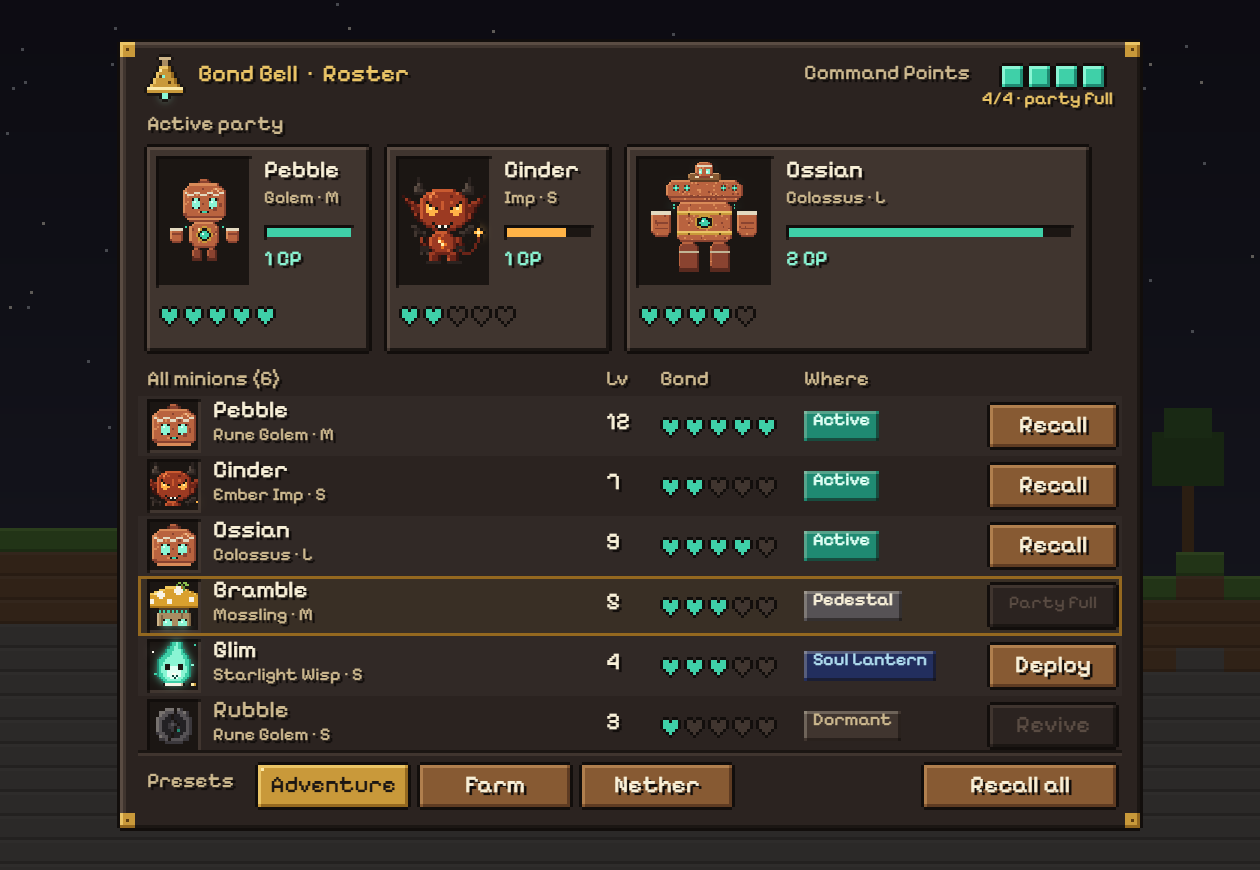 Bond Bell · Roster
Command Points
4/4 · party full
Active party
Pebble
Golem · M
1 CP
Cinder
Imp · S
1 CP
Ossian
Colossus · L
2 CP
All minions (6) Lv Bond Where
Pebble
Rune Golem · M
12 Active Recall
Cinder
Ember Imp · S
7 Active Recall
Ossian
Colossus · L
9 Active Recall
Bramble
Mossling · M
8 Pedestal Party full
Glim
Starlight Wisp · S
4 Soul Lantern Deploy
Rubble
Rune Golem · S
3 Dormant Revive
Presets Adventure Farm Nether Recall all